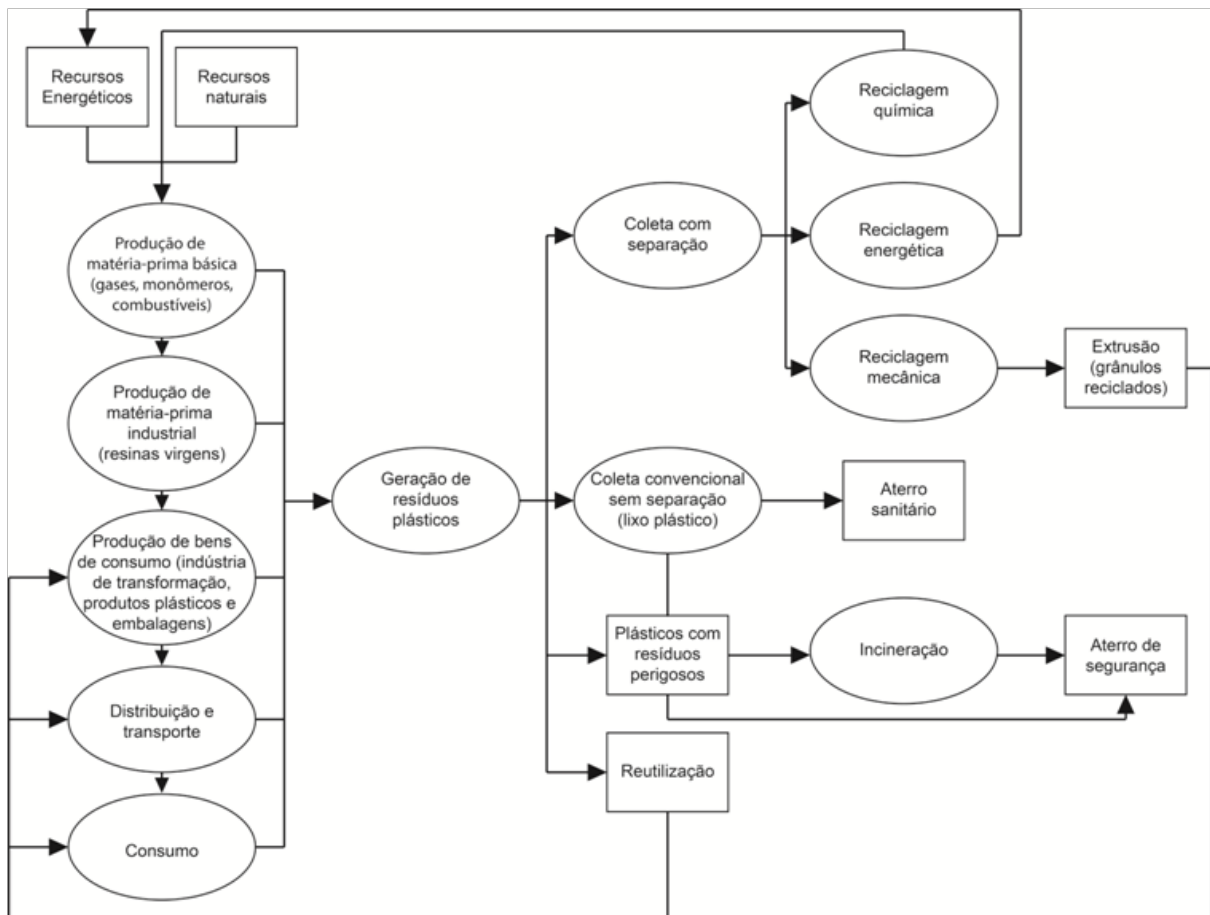 Recursos
Energéticos
Recursos
naturais
Reciclagem
química
Produção de
matéria-prima básica
(gases, monômeros,
combustíveis)
Coleta com
separação
Reciclagem
energética
Produção de
matéria-prima
industrial
(resinas virgens)
Reciclagem
mecânica
Extrusão
(grânulos
reciclados)
Geração de
resíduos
plásticos
Coleta convencional
sem separação
(lixo plástico)
Aterro
sanitário
Produção de bens
de consumo (indústria
de transformação,
produtos plásticos e
embalagens)
Plásticos com
resíduos
perigosos
Incineração
Aterro de
segurança
Distribuição e
transporte
Reutilização
Consumo